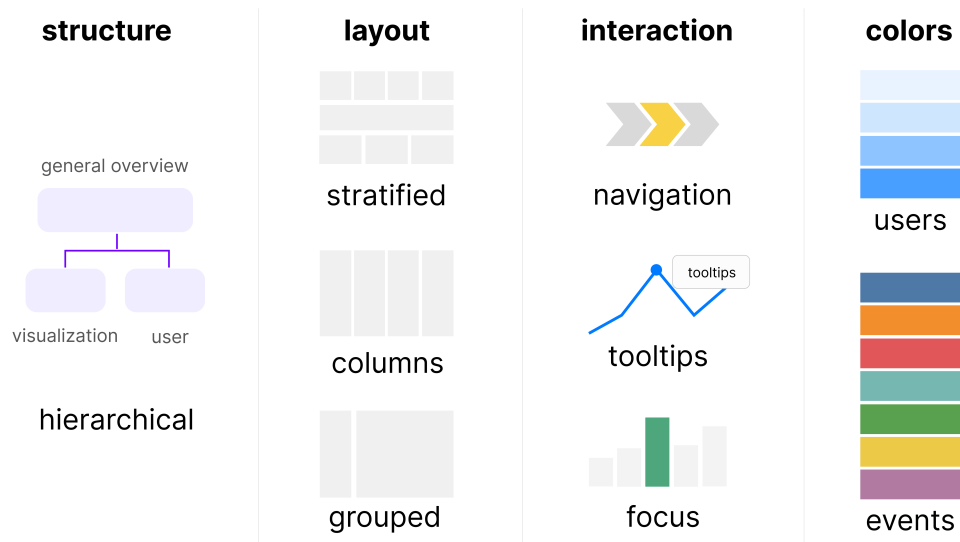 structure
general overview
visualization
user
hierarchical
layout
stratified
columns
grouped
interaction
navigation
tooltips
tooltips
focus
colors
users
events